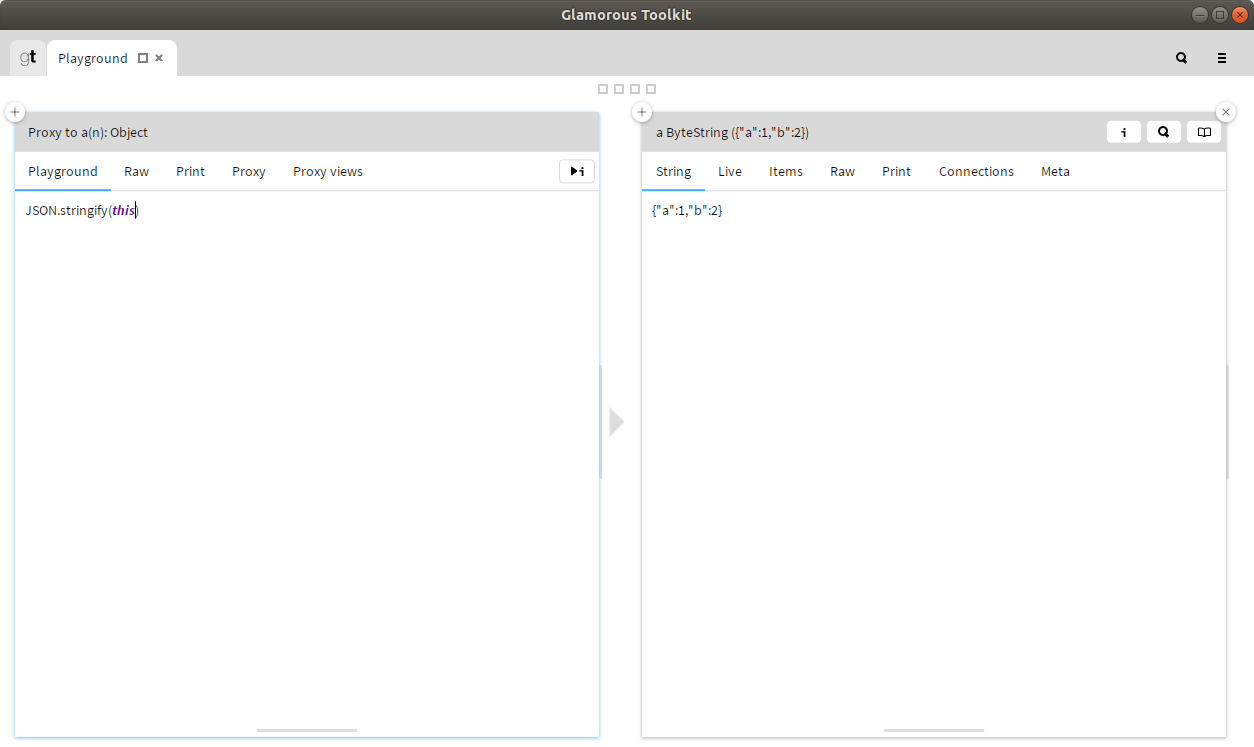 Glamorous Toolkit
gt Playground
Proxy to a(n): Object
Playground Raw Print Proxy Proxy views
JSON.stringify(this)
a ByteString ({"a":1,"b":2})
String Live Items Raw Print Connections Meta
{"a":1,"b":2}